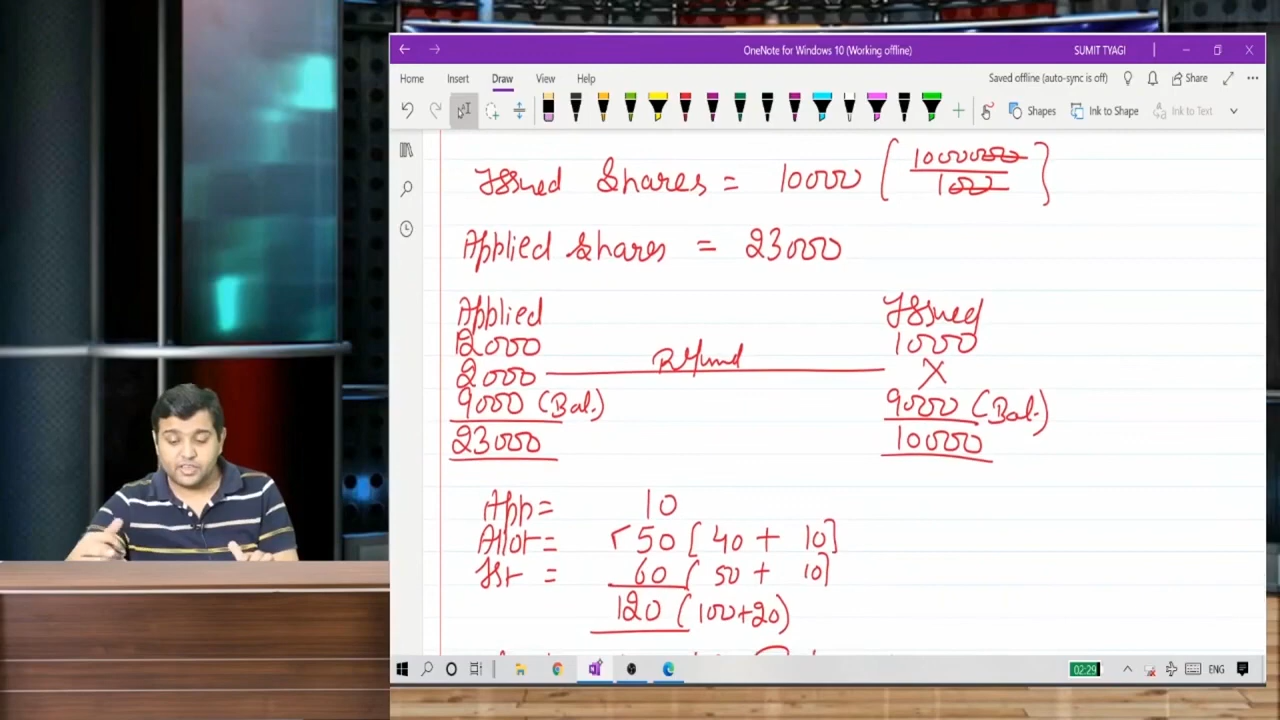 OneNote for Windows 10 (Working offline)
SUMIT TYAGI
Home Insert Draw View Help
Saved offline (auto-sync is off)
Share
Shapes
Ink to Shape
Ink to Text
Issued Shares = 10000 [1000000/100]
Applied Shares = 23000
Applied Issued
12000 1000
2000 Refund X
9000 (Bal.) 9000 (Bal.)
23000 10000
App = 10
Allot = 50 [40 + 10]
Ist = 60 [50 + 10]
120 (100+20)
02:29
ENG